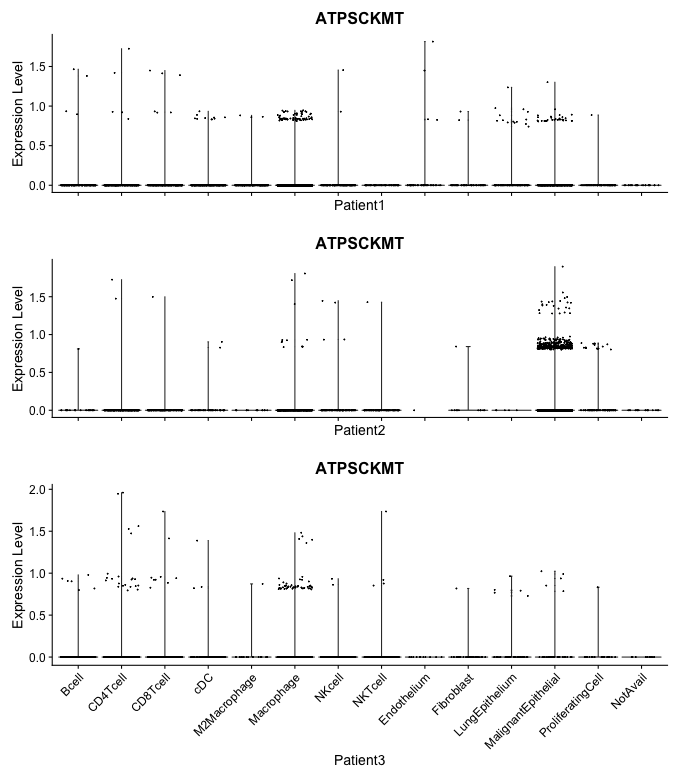 ATPSCKMT
Expression Level
1.5
1.0
0.5
0.0
Patient1
ATPSCKMT
Expression Level
1.5
1.0
0.5
0.0
Patient2
ATPSCKMT
Expression Level
2.0
1.5
1.0
0.5
0.0
Bcell
CD4Tcell
CD8Tcell
cDC
M2Macrophage
Macrophage
NKcell
NKTcell
Endothelium
Fibroblast
LungEpithelium
MalignantEpithelial
ProliferatingCell
NotAvail
Patient3